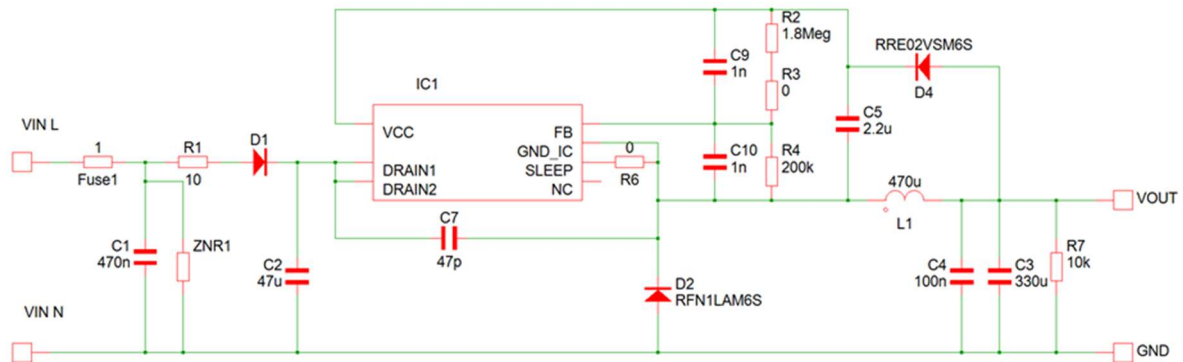 VIN L
1
Fuse1
R1
10
D1
C1
470n
ZNR1
C2
47u
VIN N
IC1
VCC
DRAIN1
DRAIN2
FB
GND_IC
SLEEP
NC
C7
47p
0
R6
C9
1n
C10
1n
R2
1.8Meg
R3
0
R4
200k
D2
RFN1LAM6S
RRE02VSM6S
D4
C5
2.2u
470u
L1
C4
100n
C3
330u
R7
10k
VOUT
GND